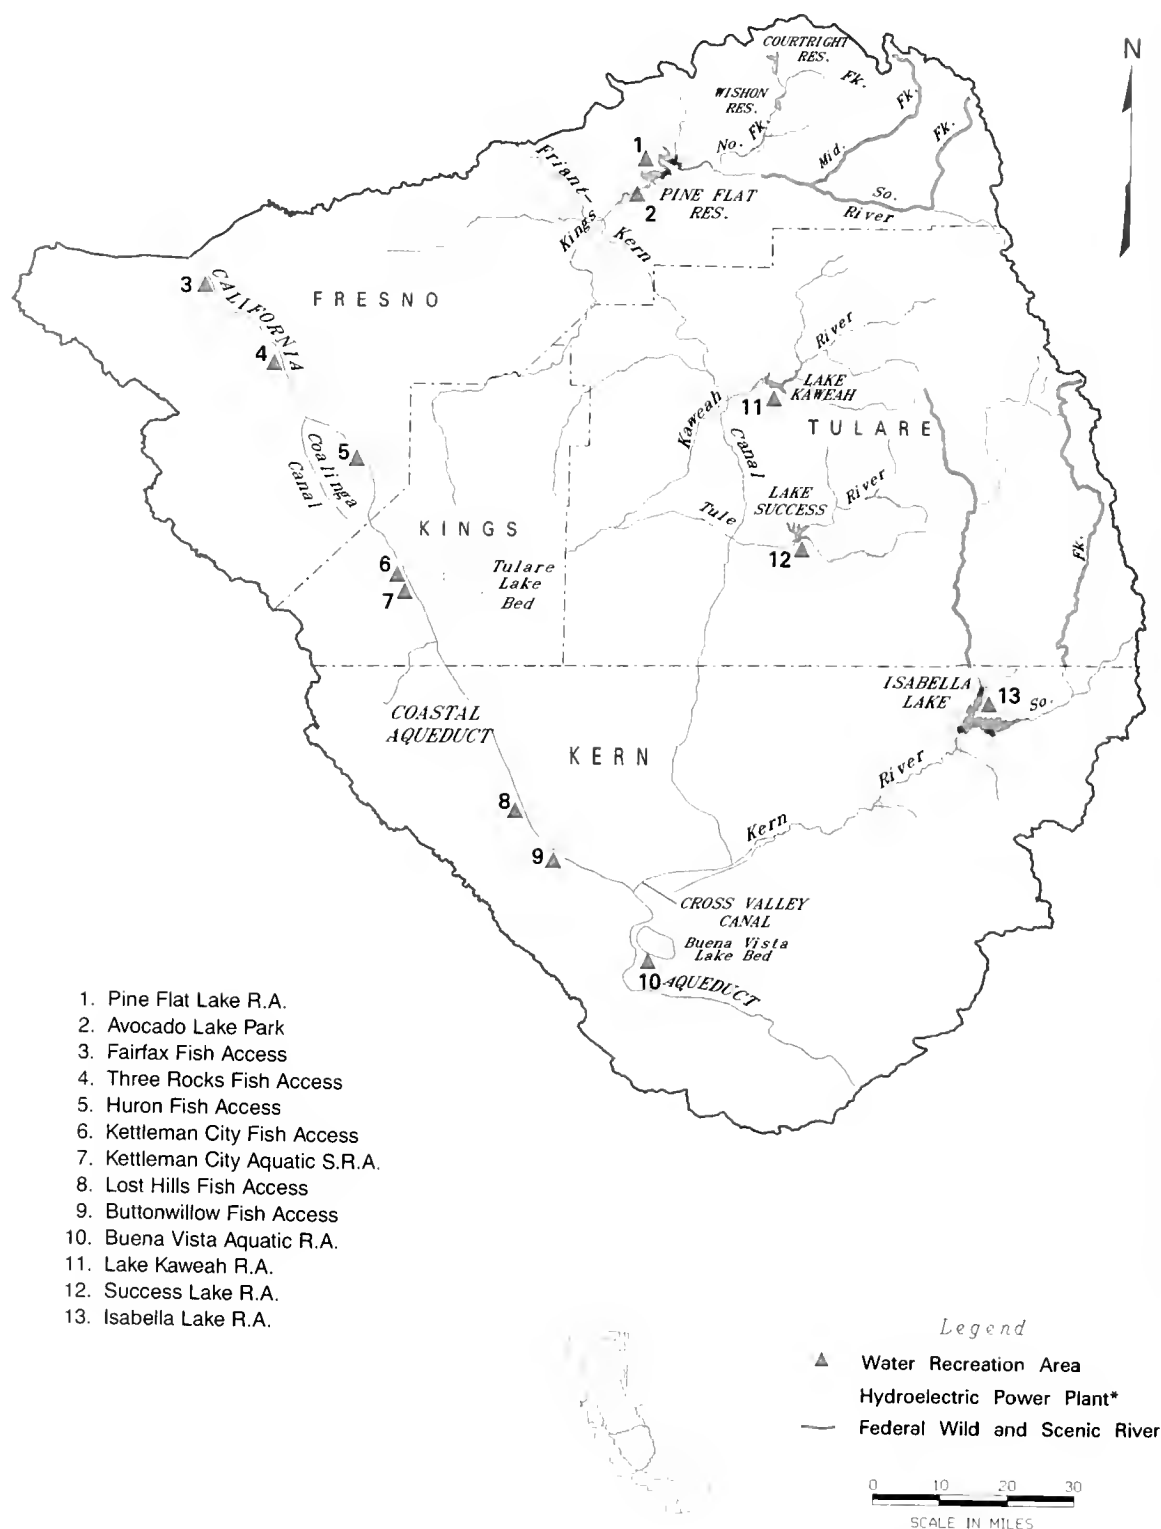 COURTRIGHT
RES.
N
WISHON
RES.
Fk.
Fk.
Fk.
No. Fk.
Mid.
1
So.
River
PINE FLAT
RES.
2
Friant-
Kings
Kern
3
CALIFORNIA
FRESNO
4
River
LAKE
KAWEAH
11
Kaweah
TULARE
Canal
5
Coalinga
Canal
LAKE
SUCCESS
River
Tule
12
KINGS
Fk.
6
7
Tulare
Lake
Bed
ISABELLA
LAKE
13
So.
COASTAL
AQUEDUCT
KERN
River
Kern
8
9
CROSS VALLEY
CANAL
Buena Vista
Lake Bed
10
AQUEDUCT
1. Pine Flat Lake R.A.
2. Avocado Lake Park
3. Fairfax Fish Access
4. Three Rocks Fish Access
5. Huron Fish Access
6. Kettleman City Fish Access
7. Kettleman City Aquatic S.R.A.
8. Lost Hills Fish Access
9. Buttonwillow Fish Access
10. Buena Vista Aquatic R.A.
11. Lake Kaweah R.A.
12. Success Lake R.A.
13. Isabella Lake R.A.
Legend
Water Recreation Area
Hydroelectric Power Plant*
Federal Wild and Scenic River
0 10 20 30
SCALE IN MILES